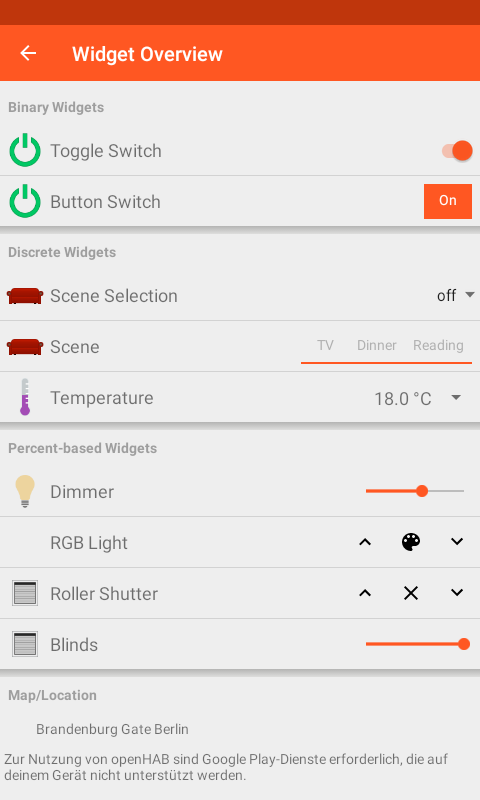 Widget Overview
Binary Widgets
Toggle Switch
Button Switch
On
Discrete Widgets
Scene Selection
off
Scene
TV Dinner Reading
Temperature
18.0 °C
Percent-based Widgets
Dimmer
RGB Light
Roller Shutter
Blinds
Map/Location
Brandenburg Gate Berlin
Zur Nutzung von openHAB sind Google Play-Dienste erforderlich, die auf
deinem Gerät nicht unterstützt werden.